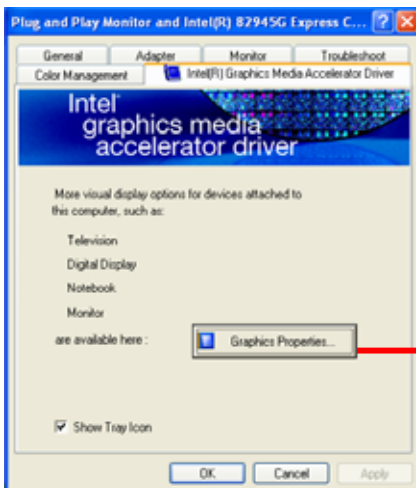 Plug and Play Monitor and Intel(R) 82945G Express C...
General Adapter Monitor Troubleshoot
Color Management Intel(R) Graphics Media Accelerator Driver
Intel®
graphics media
accelerator driver
More visual display options for devices attached to
this computer, such as:
Television
Digital Display
Notebook
Monitor
are available here :
Graphics Properties...
Show Tray Icon
OK Cancel Apply